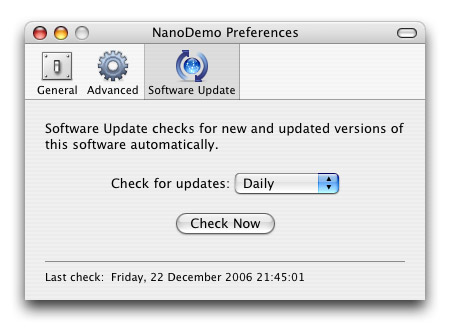 NanoDemo Preferences
General Advanced Software Update
Software Update checks for new and updated versions of
this software automatically.
Check for updates: Daily
Check Now
Last check: Friday, 22 December 2006 21:45:01